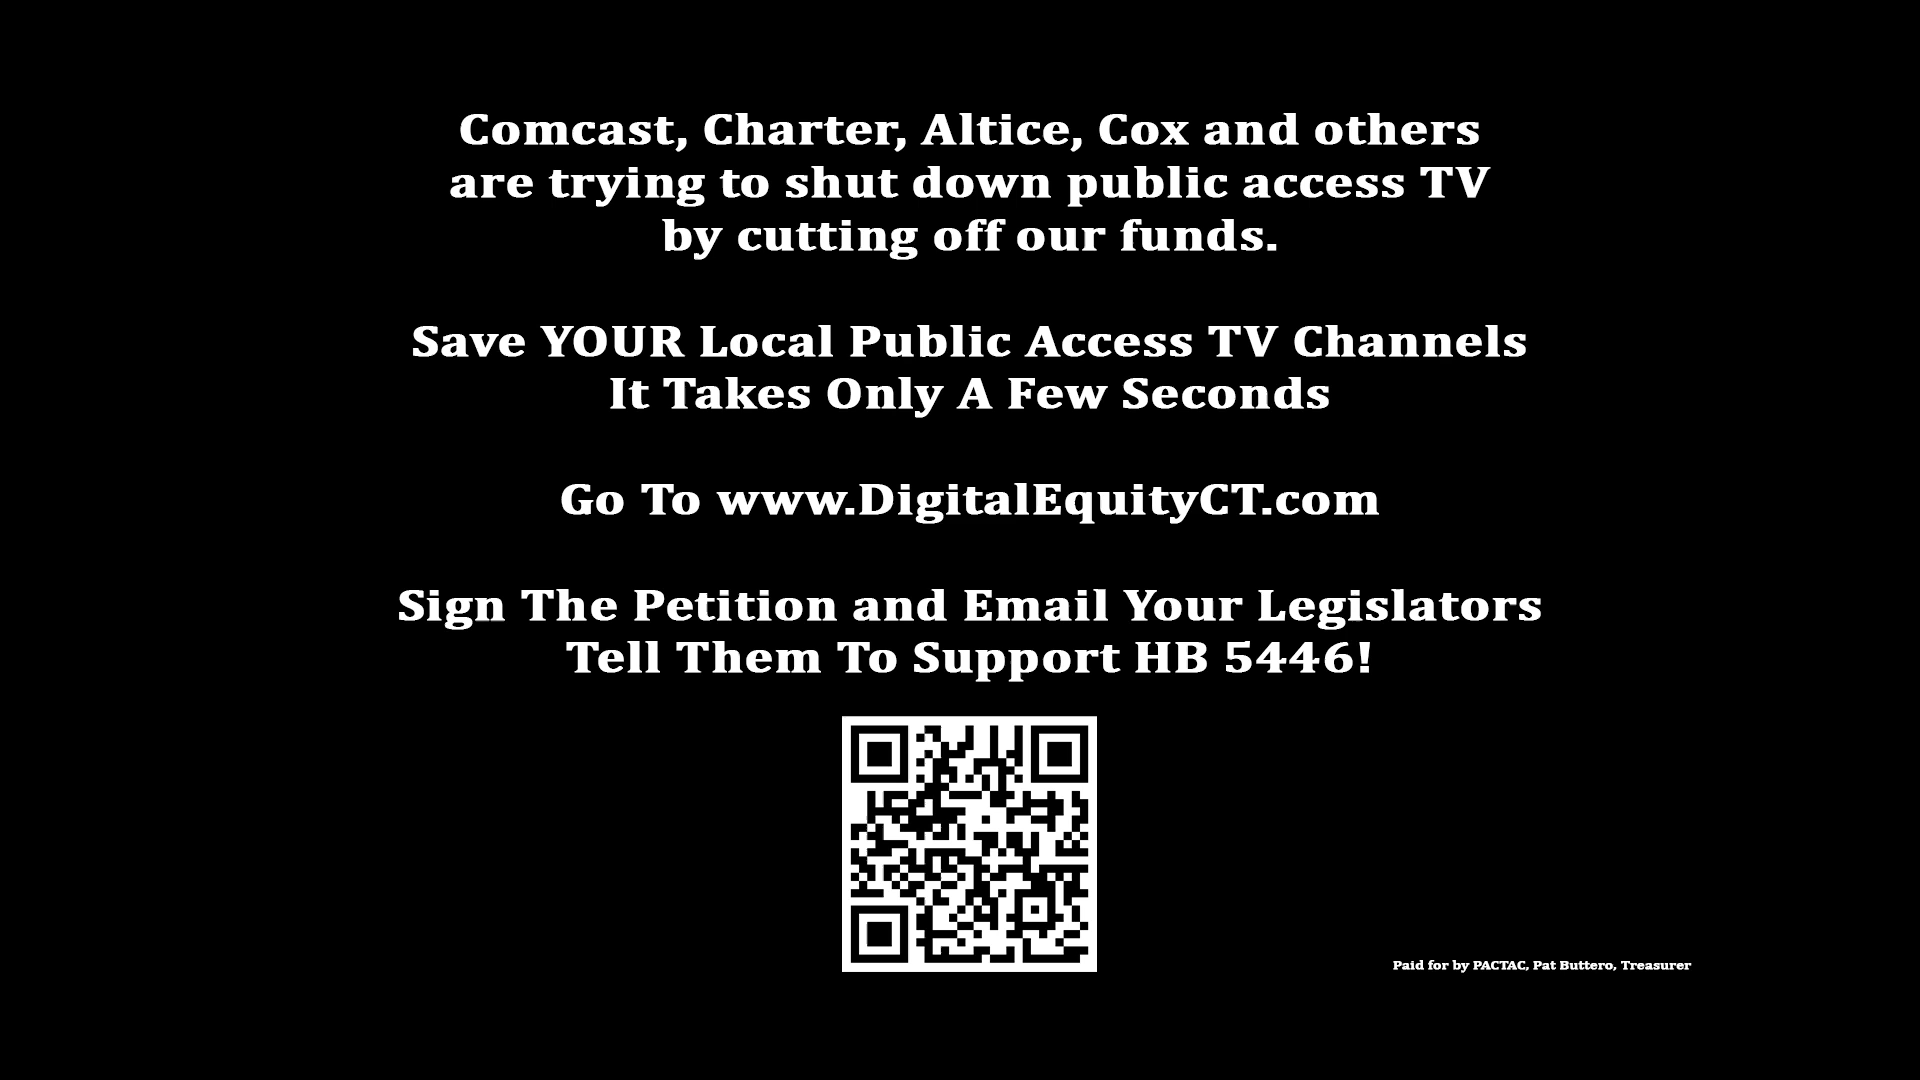 Comcast, Charter, Altice, Cox and others
are trying to shut down public access TV
by cutting off our funds.
Save YOUR Local Public Access TV Channels
It Takes Only A Few Seconds
Go To www.DigitalEquityCT.com
Sign The Petition and Email Your Legislators
Tell Them To Support HB 5446!
Paid for by PACTAC, Pat Buttero, Treasurer